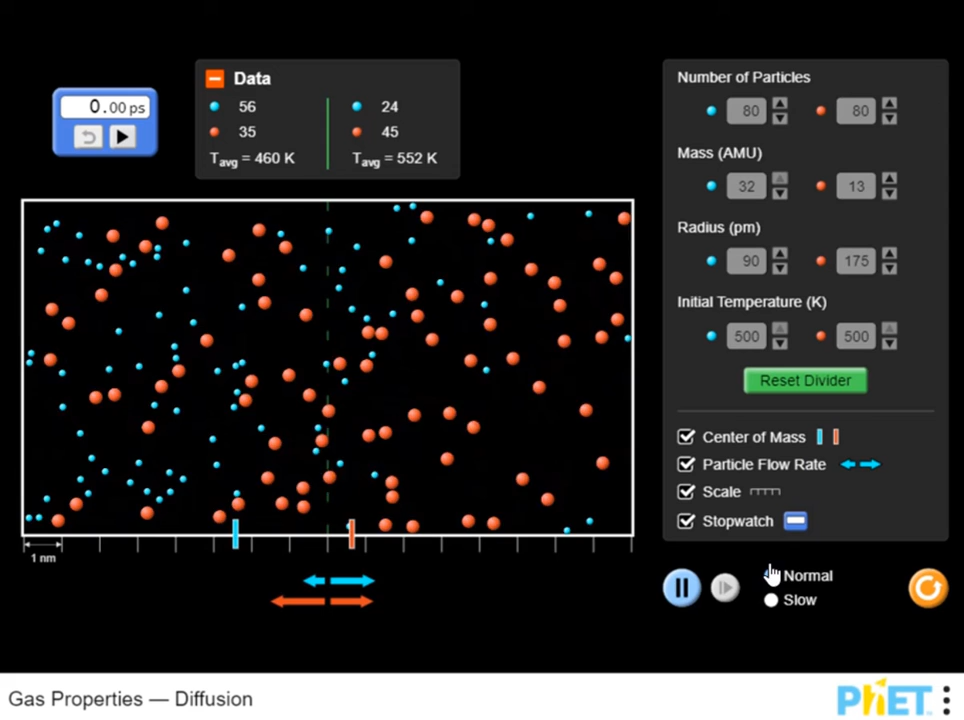 Data
0.00 ps
56
24
35
45
Tavg = 460 K
Tavg = 552 K
Number of Particles
80
80
Mass (AMU)
32
13
Radius (pm)
90
175
Initial Temperature (K)
500
500
Reset Divider
Center of Mass
Particle Flow Rate
Scale
Stopwatch
1 nm
Normal
Slow
Gas Properties — Diffusion
PhET